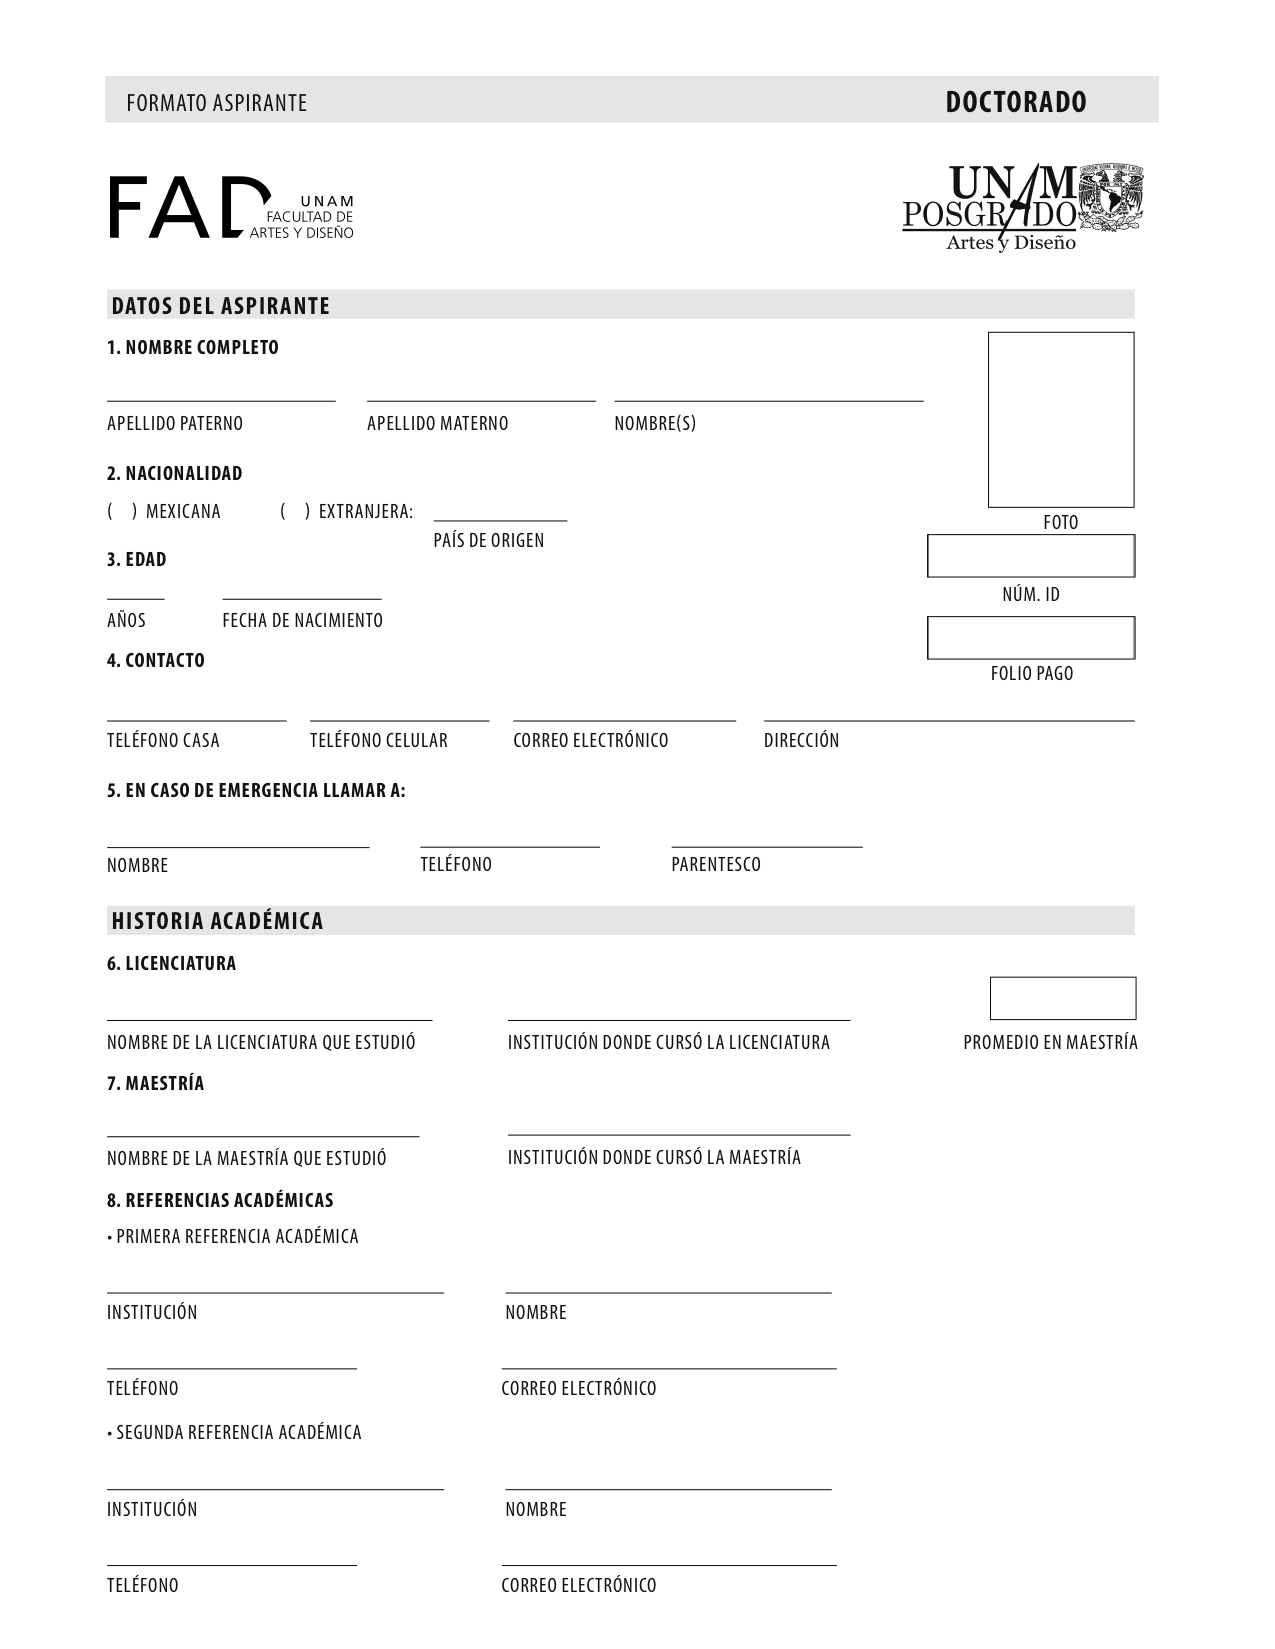 FORMATO ASPIRANTE DOCTORADO
FAD UNAM
FACULTAD DE
ARTES Y DISEÑO
UNAM
POSGRADO
Artes y Diseño
DATOS DEL ASPIRANTE
1. NOMBRE COMPLETO
APELLIDO PATERNO APELLIDO MATERNO NOMBRE(S)
2. NACIONALIDAD
( ) MEXICANA ( ) EXTRANJERA:
PAÍS DE ORIGEN
FOTO
3. EDAD
NÚM. ID
AÑOS FECHA DE NACIMIENTO
4. CONTACTO
FOLIO PAGO
TELÉFONO CASA TELÉFONO CELULAR CORREO ELECTRÓNICO DIRECCIÓN
5. EN CASO DE EMERGENCIA LLAMAR A:
NOMBRE TELÉFONO PARENTESCO
HISTORIA ACADÉMICA
6. LICENCIATURA
NOMBRE DE LA LICENCIATURA QUE ESTUDIÓ INSTITUCIÓN DONDE CURSÓ LA LICENCIATURA PROMEDIO EN MAESTRÍA
7. MAESTRÍA
NOMBRE DE LA MAESTRÍA QUE ESTUDIÓ INSTITUCIÓN DONDE CURSÓ LA MAESTRÍA
8. REFERENCIAS ACADÉMICAS
• PRIMERA REFERENCIA ACADÉMICA
INSTITUCIÓN NOMBRE
TELÉFONO CORREO ELECTRÓNICO
• SEGUNDA REFERENCIA ACADÉMICA
INSTITUCIÓN NOMBRE
TELÉFONO CORREO ELECTRÓNICO